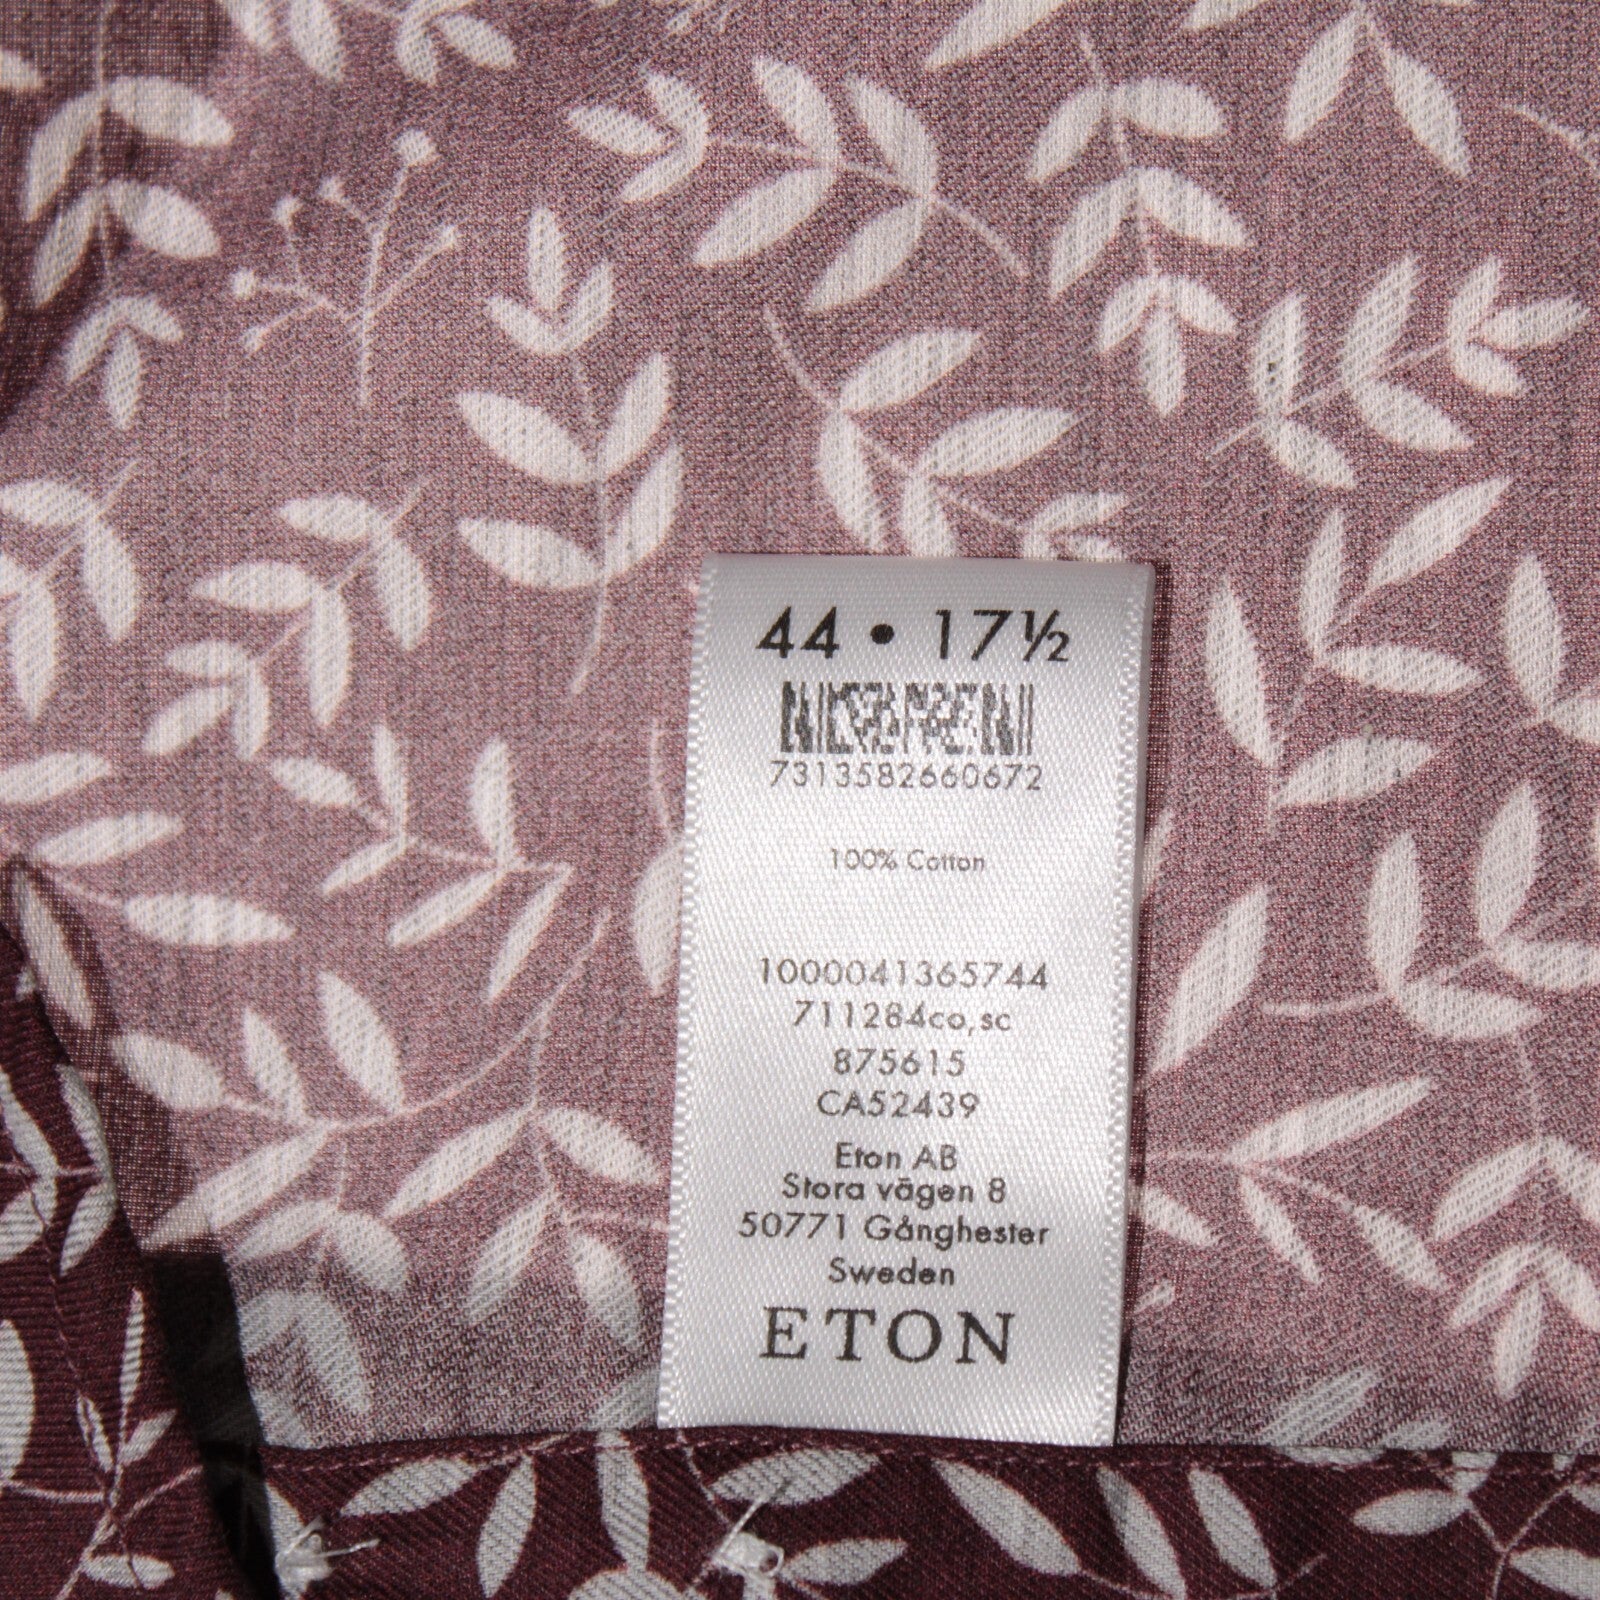 44 • 17½
7313582660672
100% Cotton
1000041365744
711284co,sc
875615
CA52439
Eton AB
Stora vägen 8
50771 Gånghester
Sweden
ETON